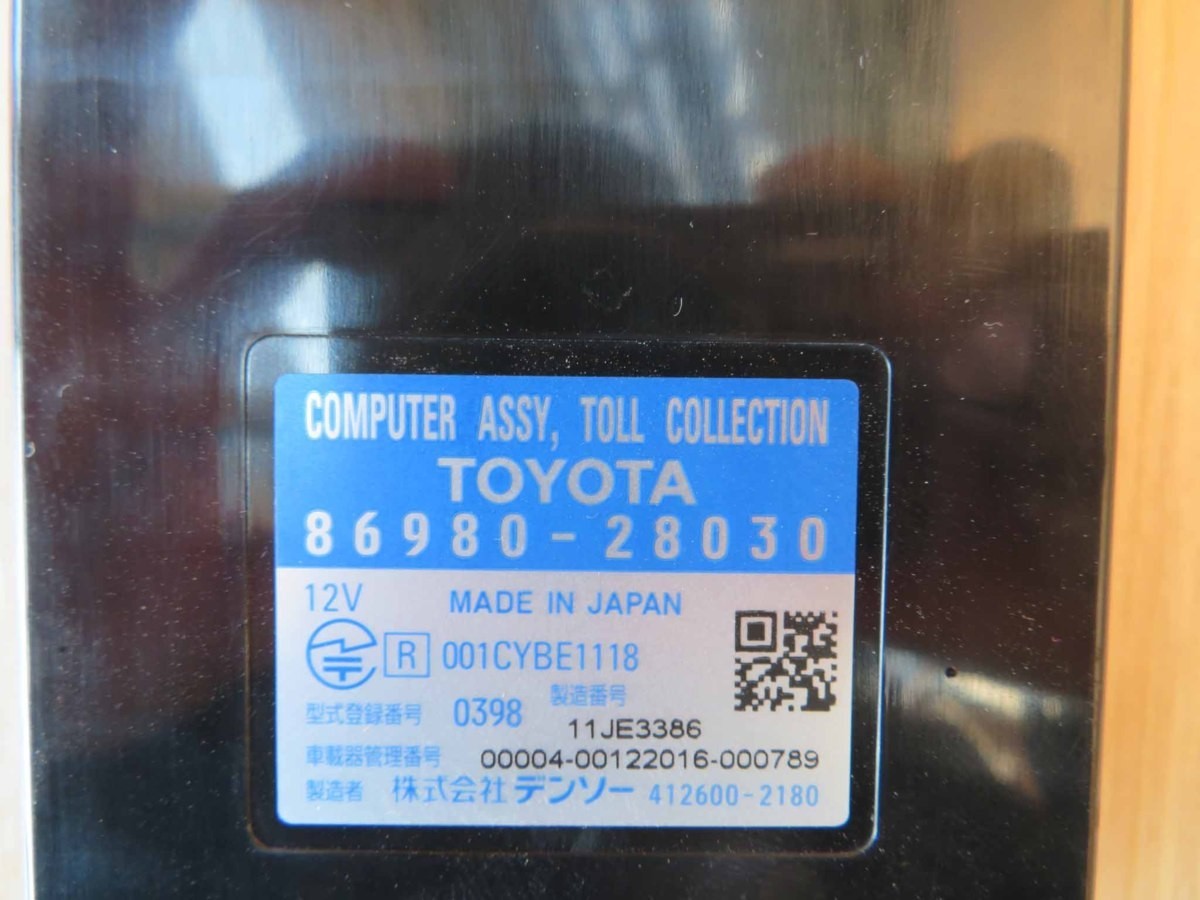 COMPUTER ASSY, TOLL COLLECTION
TOYOTA
86980-28030
12V MADE IN JAPAN
R 001CYBE1118
製造番号
型式登録番号 0398 11JE3386
車載器管理番号 00004-00122016-000789
製造者 株式会社 デンソー 412600-2180